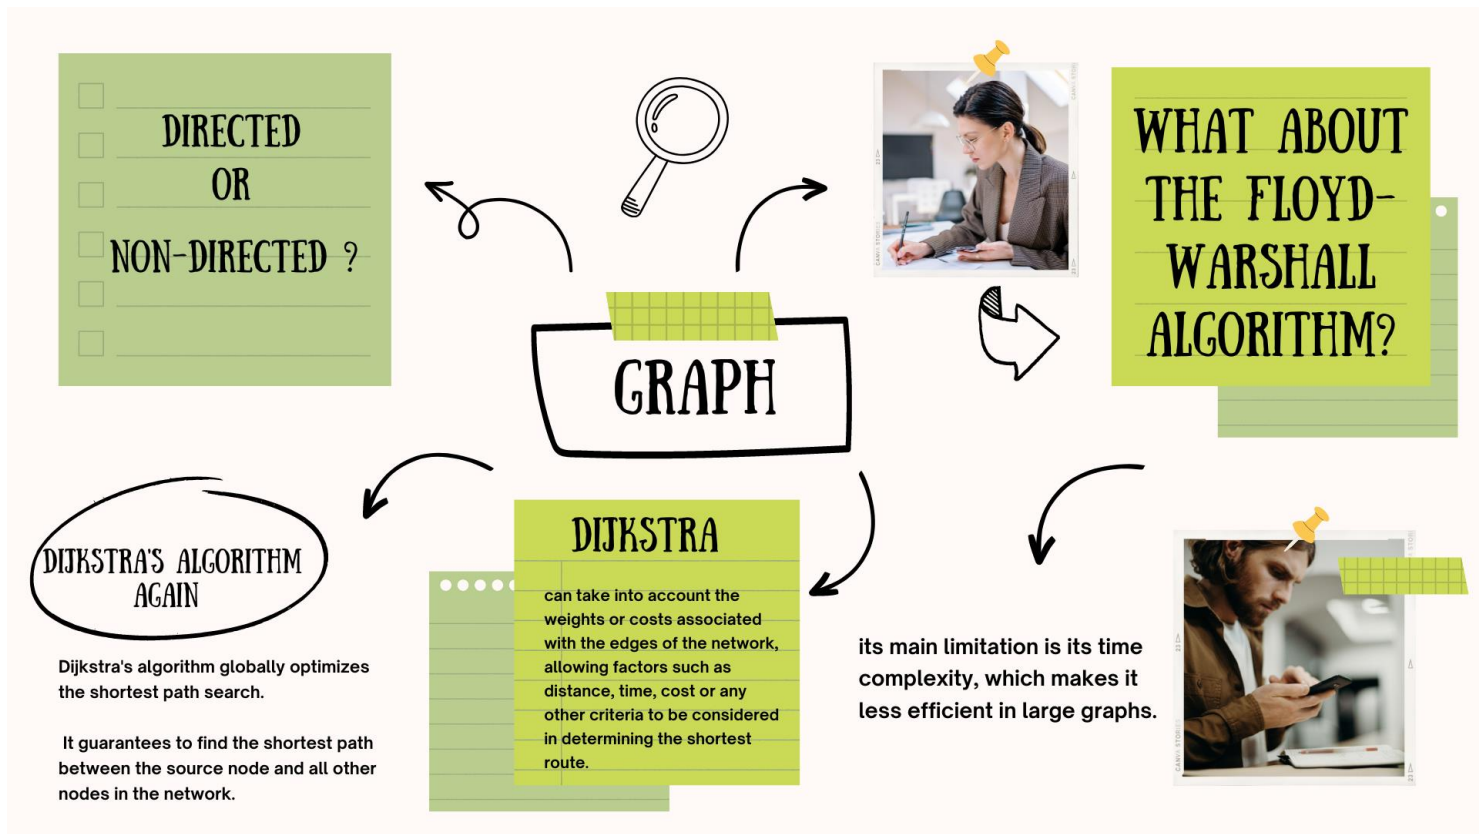 DIRECTED
OR
NON-DIRECTED ?
WHAT ABOUT
THE FLOYD-
WARSHALL
ALGORITHM?
GRAPH
DIJKSTRA'S ALGORITHM
AGAIN
Dijkstra's algorithm globally optimizes
the shortest path search.
It guarantees to find the shortest path
between the source node and all other
nodes in the network.
DIJKSTRA
can take into account the
weights or costs associated
with the edges of the network,
allowing factors such as
distance, time, cost or any
other criteria to be considered
in determining the shortest
route.
its main limitation is its time
complexity, which makes it
less efficient in large graphs.